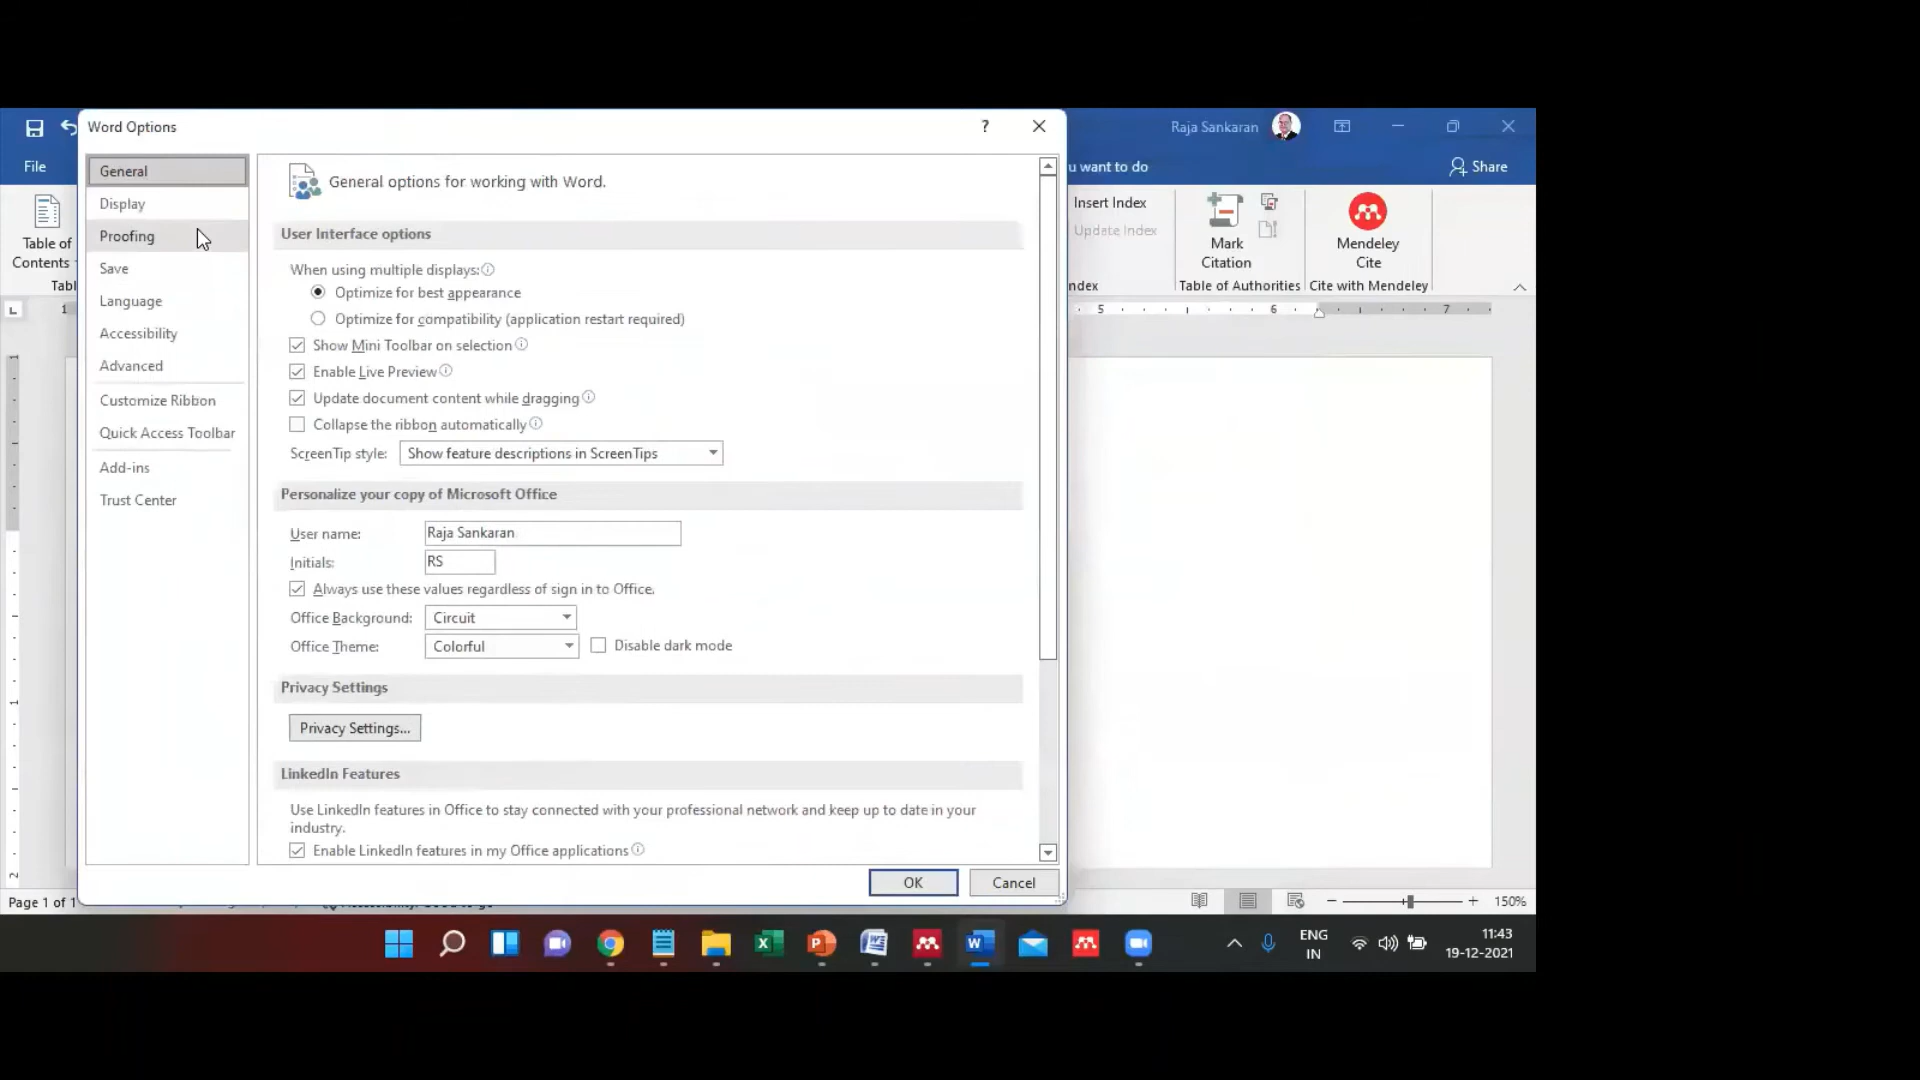 Word Options
?
Raja Sankaran
File
u want to do
Share
General
Display
Proofing
Save
Language
Accessibility
Advanced
Customize Ribbon
Quick Access Toolbar
Add-ins
Trust Center
General options for working with Word.
User Interface options
When using multiple displays:
Optimize for best appearance
Optimize for compatibility (application restart required)
Show Mini Toolbar on selection
Enable Live Preview
Update document content while dragging
Collapse the ribbon automatically
ScreenTip style: Show feature descriptions in ScreenTips
Personalize your copy of Microsoft Office
User name: Raja Sankaran
Initials: RS
Always use these values regardless of sign in to Office.
Office Background: Circuit
Office Theme: Colorful Disable dark mode
Privacy Settings
Privacy Settings...
LinkedIn Features
Use LinkedIn features in Office to stay connected with your professional network and keep up to date in your
industry.
Enable LinkedIn features in my Office applications
OK Cancel
Table of
Contents
Tabl
Insert Index
Update Index
ndex
Mark
Citation
Table of Authorities
Mendeley
Cite
Cite with Mendeley
1 5 6 7
1
1
2
Page 1 of 1
150%
ENG
IN
11:43
19-12-2021